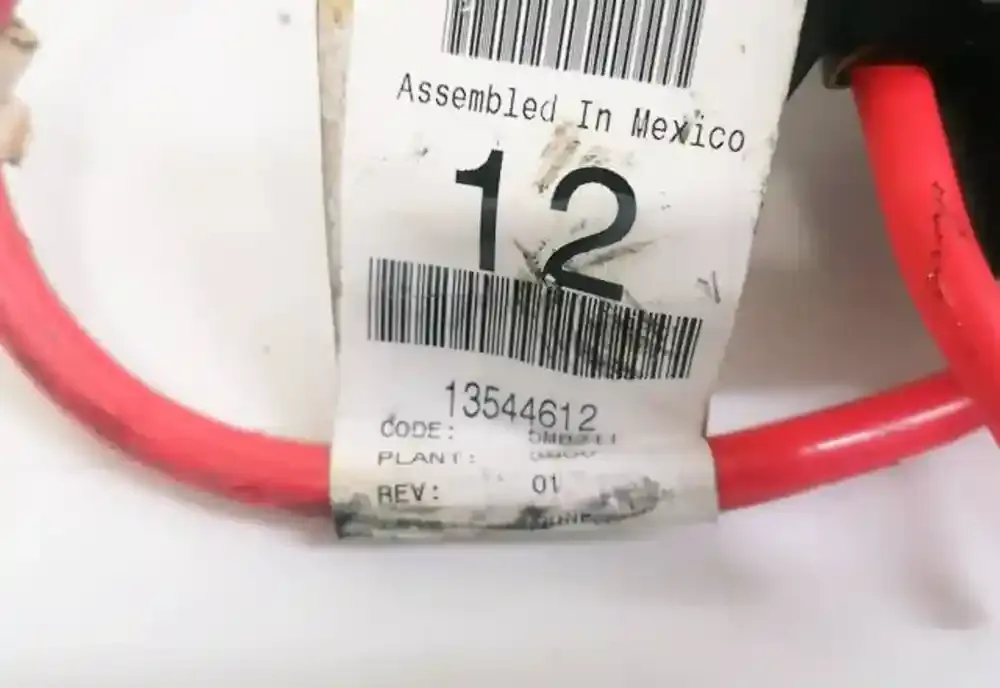 Assembled In Mexico
12
13544612
CODE:
PLANT:
REV: 01